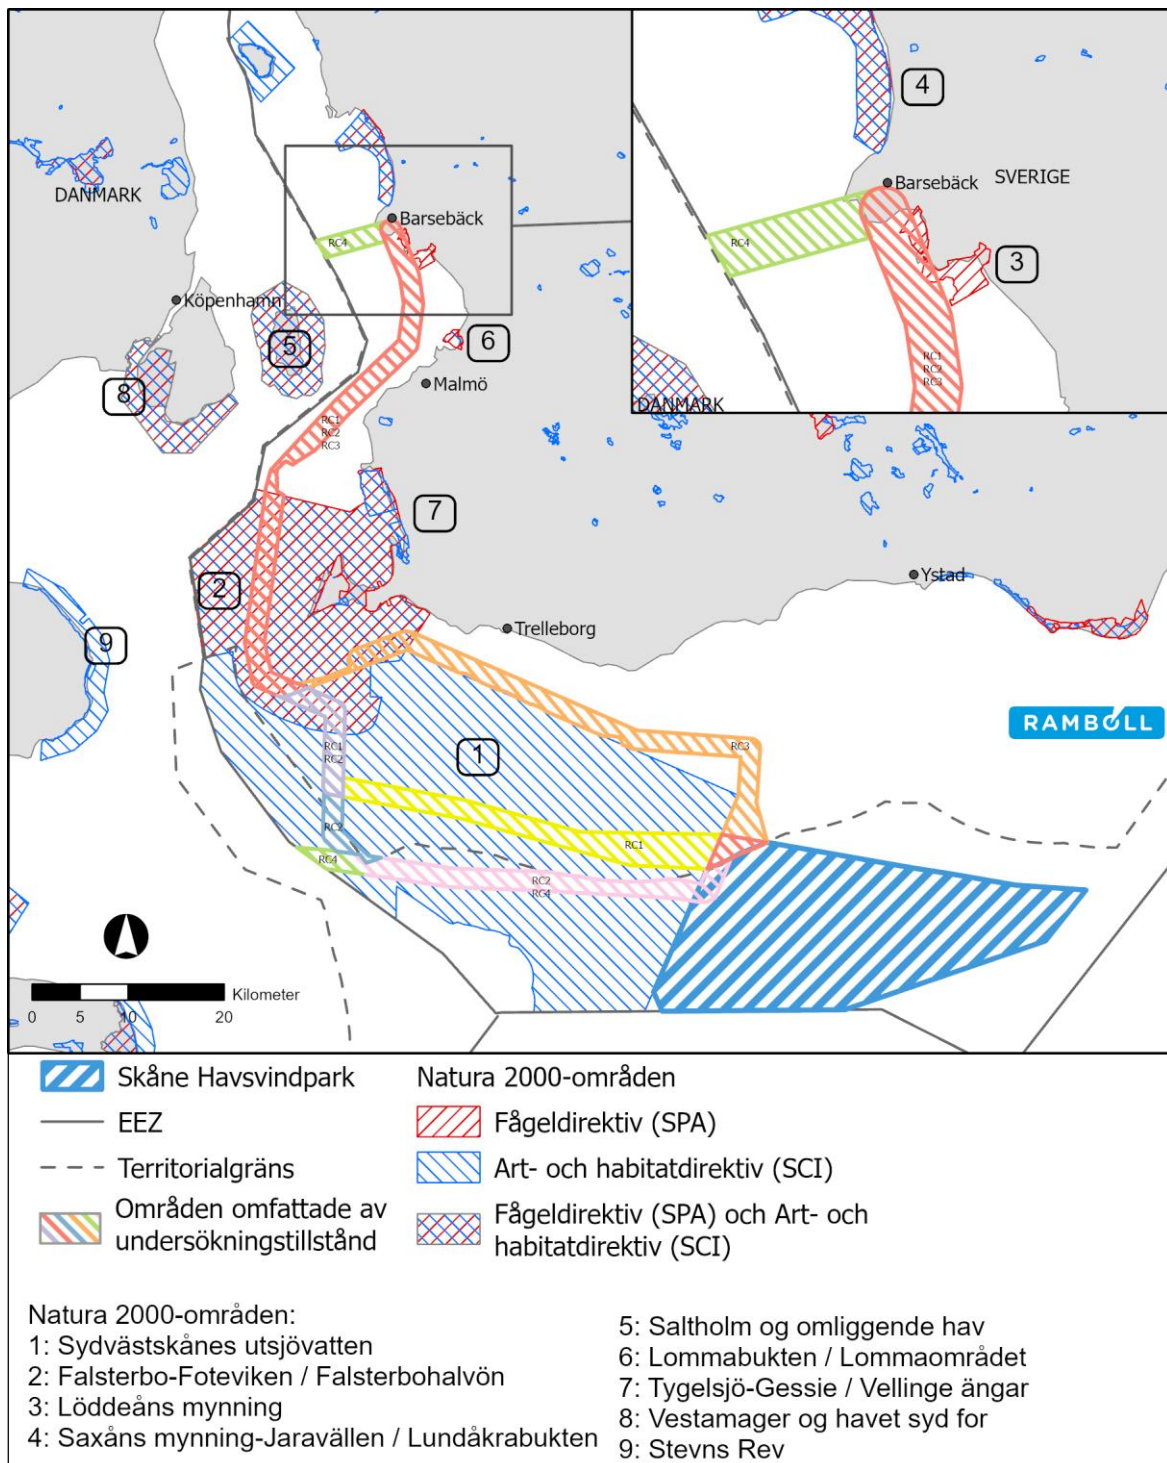 4
Barsebäck
SVERIGE
RC4
3
RC1
RC2
RC3
DANMARK
DANMARK
Barsebäck
RC4
Köpenhamn
5
6
8
Malmö
RC1
RC2
RC3
7
2
Ystad
9
Trelleborg
RAMBOLL
1
RC3
RC1
RC2
RC2
RC1
RC4
RC2
RC4
Kilometer
0 5 10 20
Skåne Havsvindpark
EEZ
Territorialgräns
Områden omfattade av
undersökningstillstånd
Natura 2000-områden
Fågeldirektiv (SPA)
Art- och habitatdirektiv (SCI)
Fågeldirektiv (SPA) och Art- och
habitatdirektiv (SCI)
Natura 2000-områden:
1: Sydvästskånes utsjövatten
2: Falsterbo-Foteviken / Falsterbohalvön
3: Löddeåns mynning
4: Saxåns mynning-Jaravällen / Lundåkrabukten
5: Saltholm og omliggende hav
6: Lommabukten / Lommaområdet
7: Tygelsjö-Gessie / Vellinge ängar
8: Vestamager og havet syd for
9: Stevns Rev